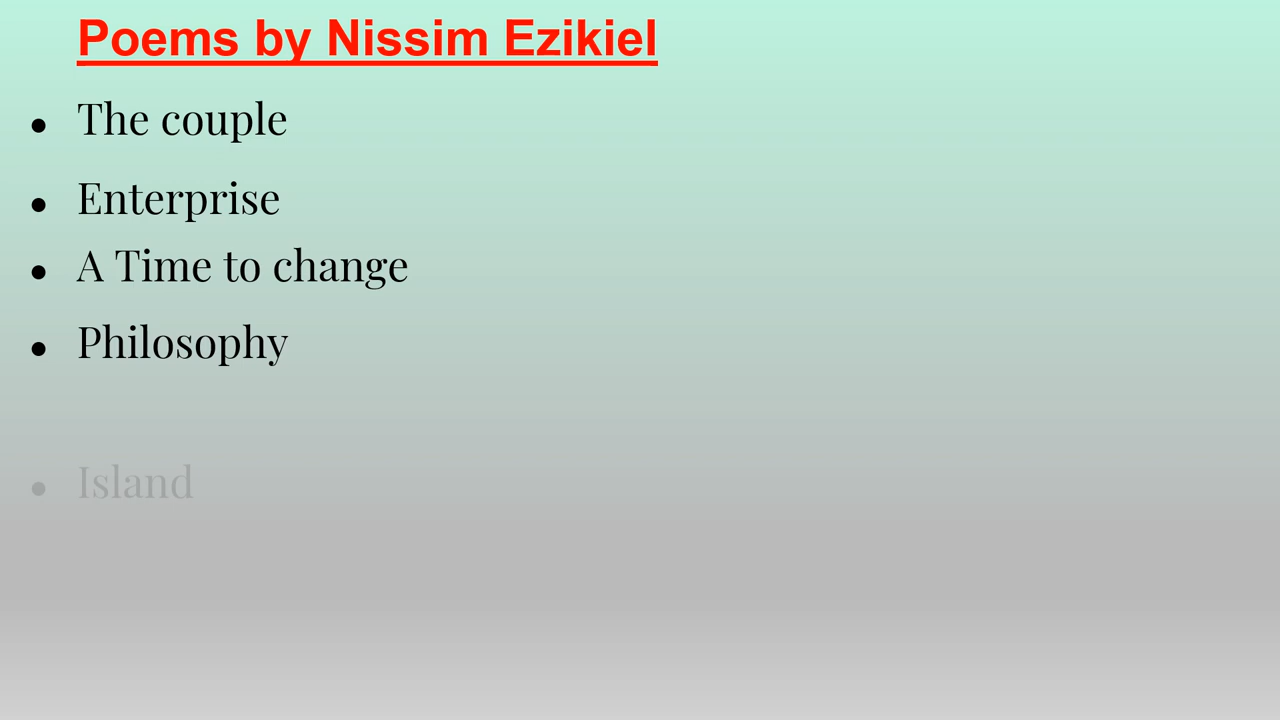 Poems by Nissim Ezikiel
● The couple
● Enterprise
● A Time to change
● Philosophy
● Island